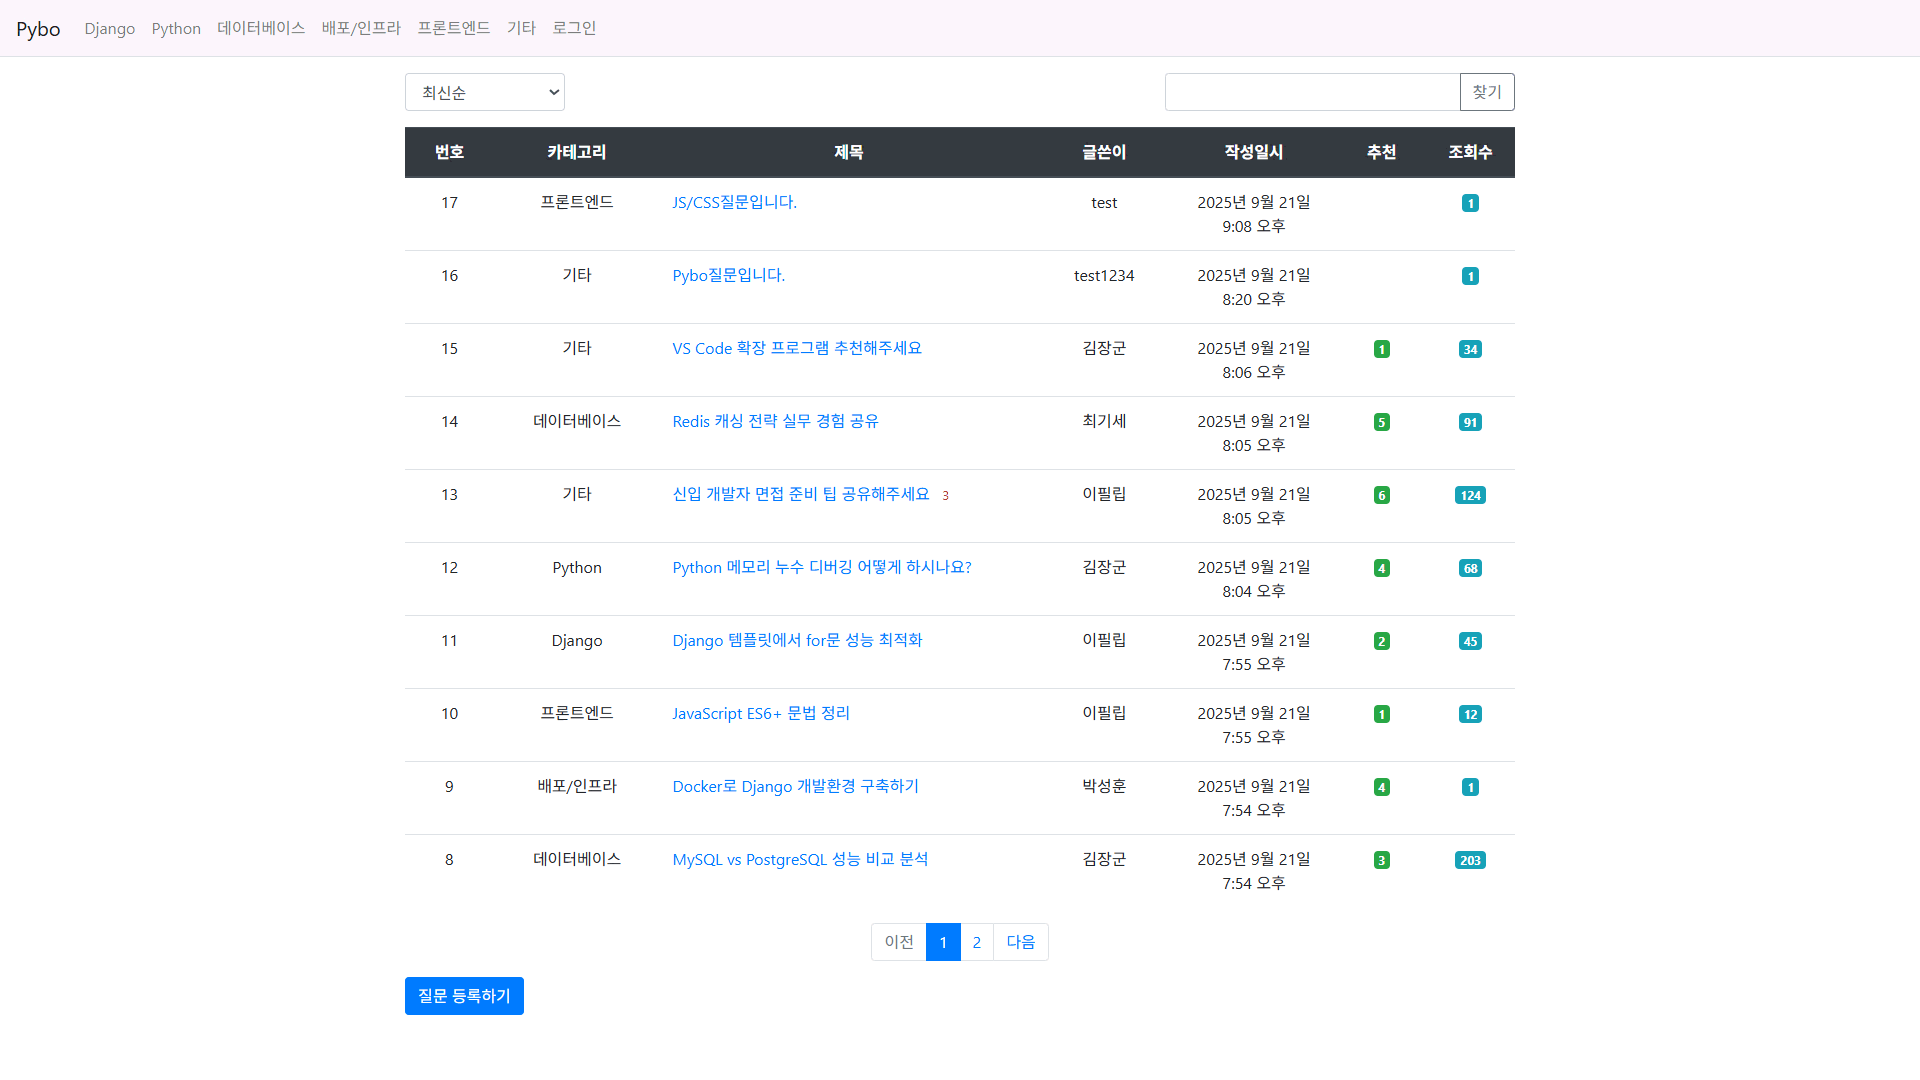 Pybo Django Python 데이터베이스 배포/인프라 프론트엔드 기타 로그인
최신순 찾기
번호 카테고리 제목 글쓴이 작성일시 추천 조회수
17 프론트엔드 JS/CSS질문입니다. test 2025년 9월 21일 1
9:08 오후
16 기타 Pybo질문입니다. test1234 2025년 9월 21일 1
8:20 오후
15 기타 VS Code 확장 프로그램 추천해주세요 김장군 2025년 9월 21일 1 34
8:06 오후
14 데이터베이스 Redis 캐싱 전략 실무 경험 공유 최기세 2025년 9월 21일 5 91
8:05 오후
13 기타 신입 개발자 면접 준비 팁 공유해주세요 3 이필립 2025년 9월 21일 6 124
8:05 오후
12 Python Python 메모리 누수 디버깅 어떻게 하시나요? 김장군 2025년 9월 21일 4 68
8:04 오후
11 Django Django 템플릿에서 for문 성능 최적화 이필립 2025년 9월 21일 2 45
7:55 오후
10 프론트엔드 JavaScript ES6+ 문법 정리 이필립 2025년 9월 21일 1 12
7:55 오후
9 배포/인프라 Docker로 Django 개발환경 구축하기 박성훈 2025년 9월 21일 4 1
7:54 오후
8 데이터베이스 MySQL vs PostgreSQL 성능 비교 분석 김장군 2025년 9월 21일 3 203
7:54 오후
이전 1 2 다음
질문 등록하기